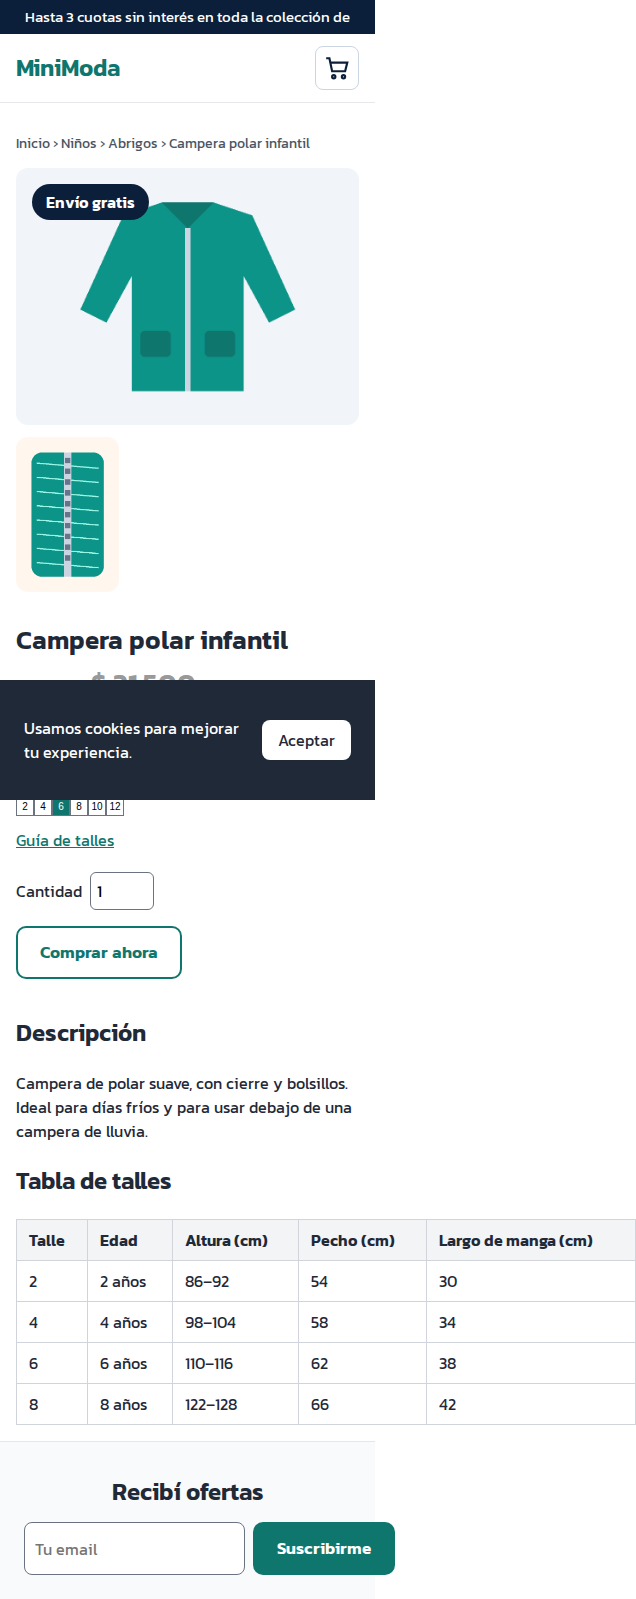 Hasta 3 cuotas sin interés en toda la colección de
MiniModa
Inicio › Niños › Abrigos › Campera polar infantil
Envío gratis
Campera polar infantil
Usamos cookies para mejorar
tu experiencia.
Aceptar
2 4 6 8 10 12
Guía de talles
Cantidad 1
Comprar ahora
Descripción
Campera de polar suave, con cierre y bolsillos.
Ideal para días fríos y para usar debajo de una
campera de lluvia.
Tabla de talles
Talle Edad Altura (cm) Pecho (cm) Largo de manga (cm)
2 2 años 86–92 54 30
4 4 años 98–104 58 34
6 6 años 110–116 62 38
8 8 años 122–128 66 42
Recibí ofertas
Tu email
Suscribirme